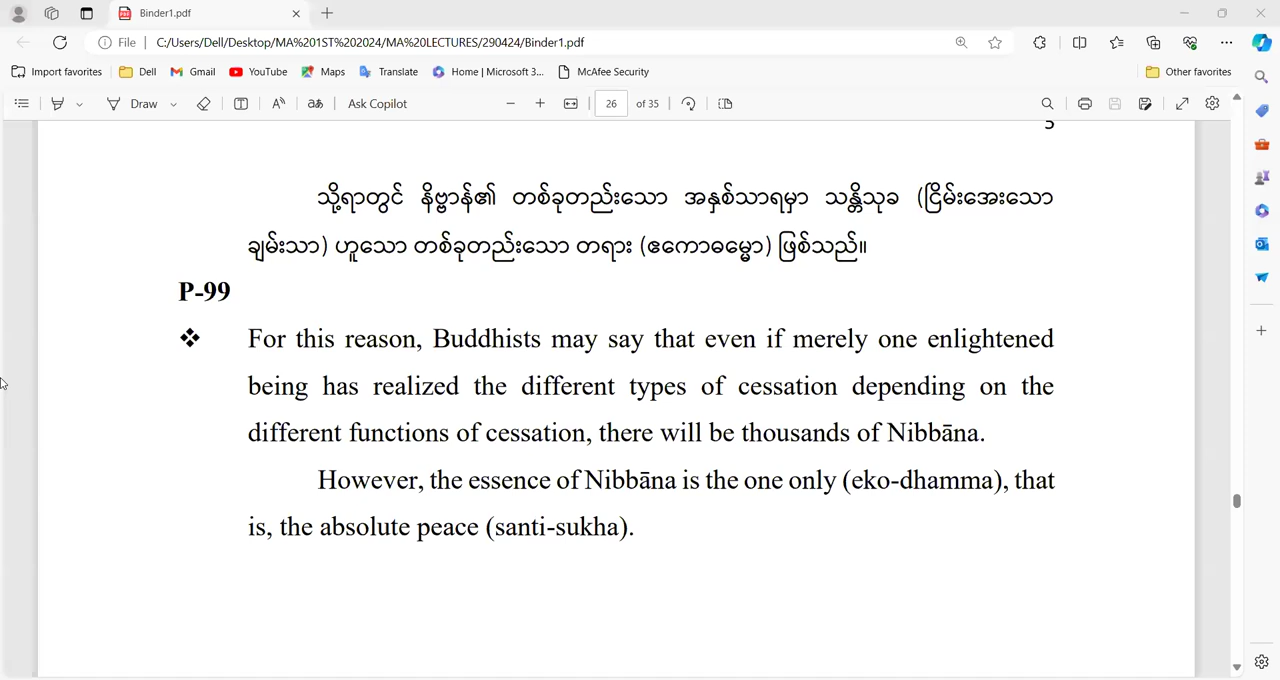 Binder1.pdf
File C:/Users/Dell/Desktop/MA%201ST%202024/MA%20LECTURES/290424/Binder1.pdf
Import favorites Dell Gmail YouTube Maps Translate Home | Microsoft 3... McAfee Security Other favorites
Draw Ask Copilot 26 of 35
သို့ရာတွင် နိဗ္ဗာန်၏ တစ်ခုတည်းသော အနှစ်သာရမှာ သန္တိသုခ (ငြိမ်းအေးသော
ချမ်းသာ) ဟူသော တစ်ခုတည်းသော တရား (ဧကောဓမ္မော) ဖြစ်သည်။
P-99
❖ For this reason, Buddhists may say that even if merely one enlightened
being has realized the different types of cessation depending on the
different functions of cessation, there will be thousands of Nibbāna.
However, the essence of Nibbāna is the one only (eko-dhamma), that
is, the absolute peace (santi-sukha).